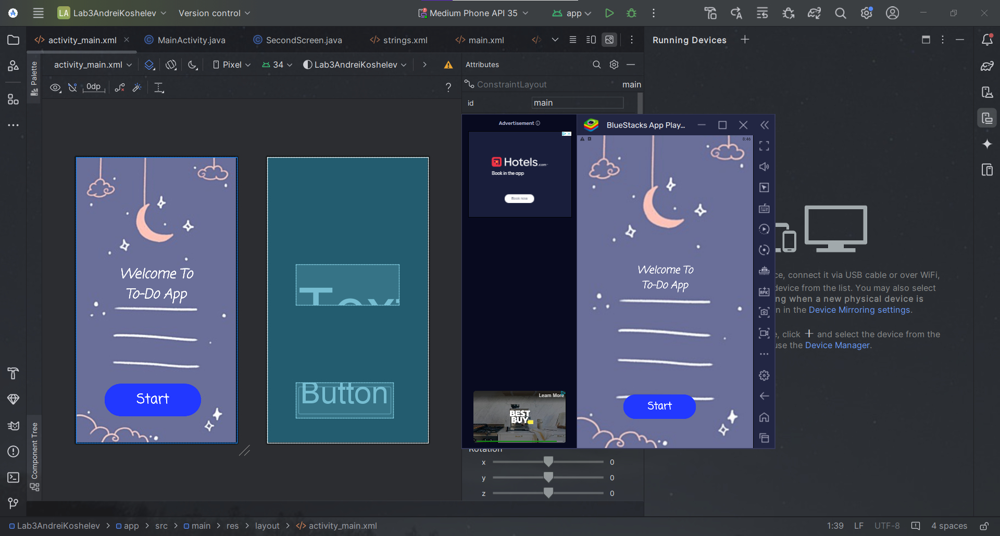 LA Lab3AndreiKoshelev
Version control
Medium Phone API 35
app
activity_main.xml
MainActivity.java
SecondScreen.java
strings.xml
main.xml
Running Devices
activity_main.xml
Pixel
34
Lab3AndreiKoshelev
Attributes
Palette
0dp
?
ConstraintLayout
main
id
main
Advertisement
BlueStacks App Play...
8:46
Hotels.com
Book in the app
Book now
Welcome To
To-Do App
Start
Button
Welcome To
To-Do App
Start
Learn More
BEST
BUY
APK
ce, connect it via USB cable or over WiFi,
device from the list. You may also select
ng when a new physical device is
n in the Device Mirroring settings.
, click + and select the device from the
use the Device Manager.
Component Tree
Rotation
x 0
y 0
z 0
Lab3AndreiKoshelev > app > src > main > res > layout > activity_main.xml
1:39
LF
UTF-8
4 spaces